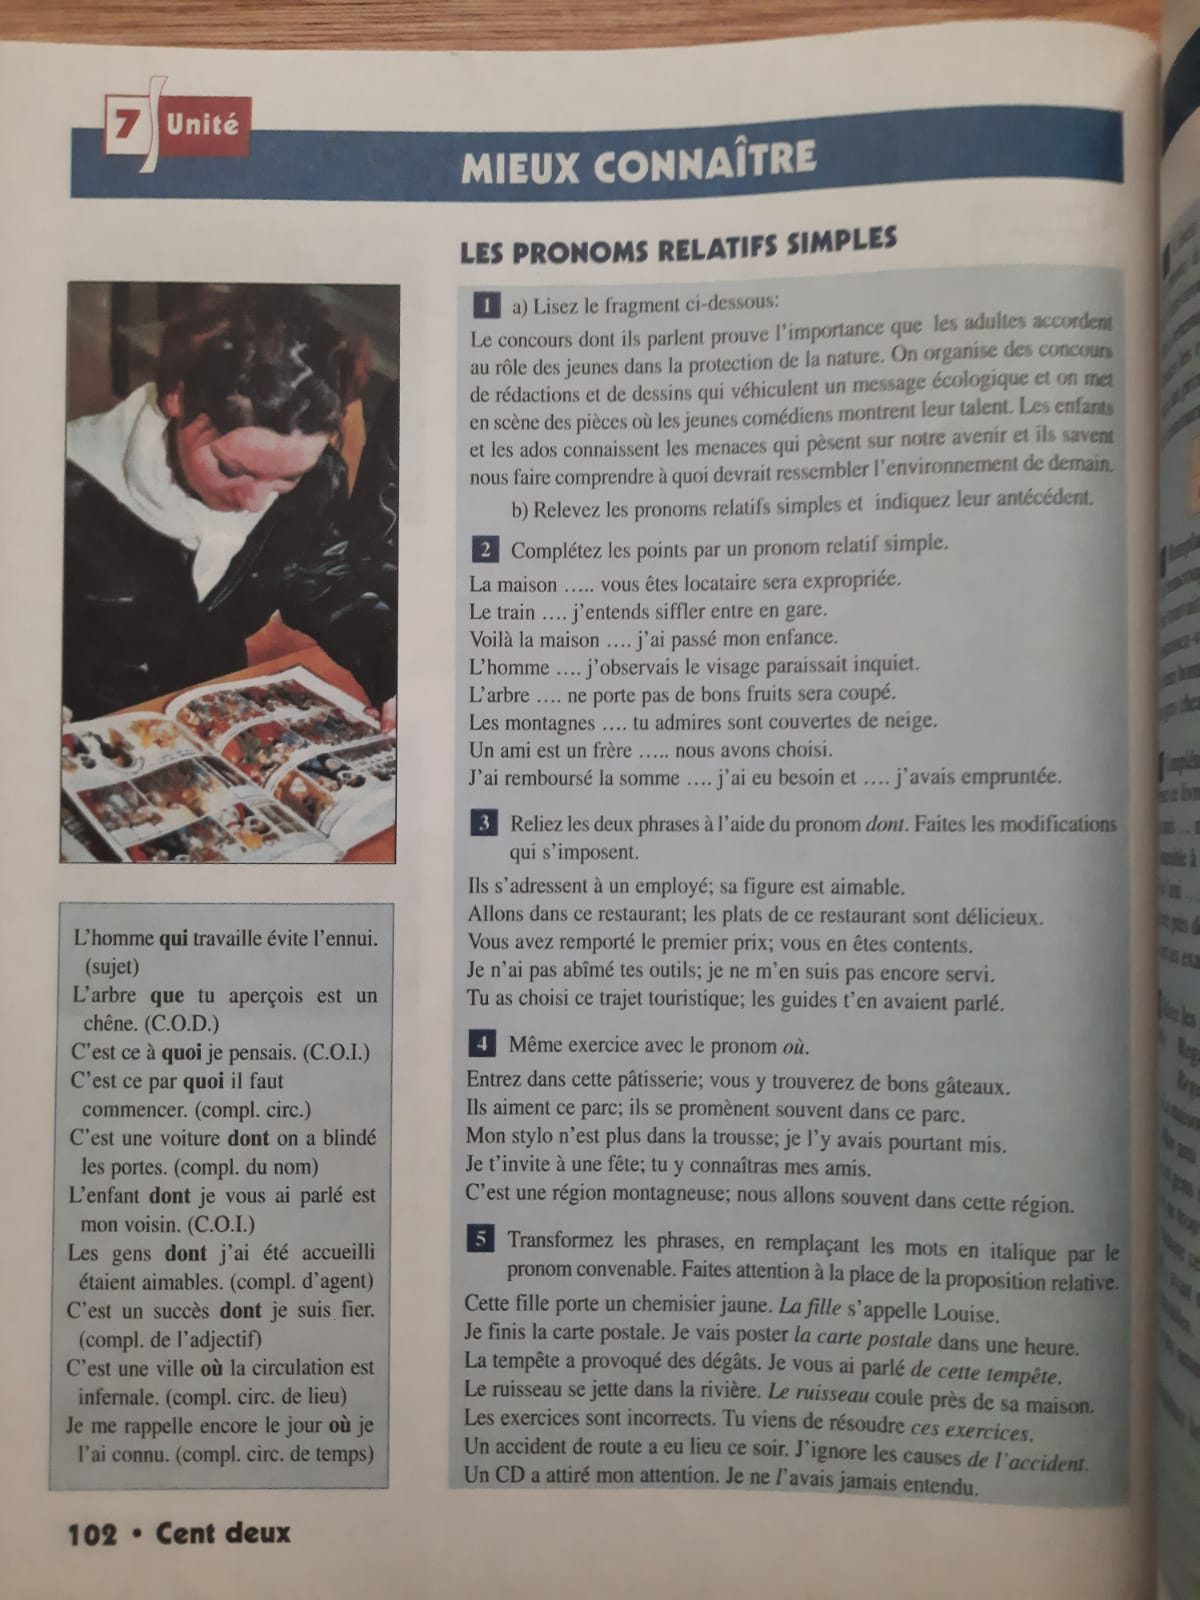 7 Unité
MIEUX CONNAÎTRE
LES PRONOMS RELATIFS SIMPLES
1 a) Lisez le fragment ci-dessous:
Le concours dont ils parlent prouve l'importance que les adultes accordent
au rôle des jeunes dans la protection de la nature. On organise des concours
de rédactions et de dessins qui véhiculent un message écologique et on met
en scène des pièces où les jeunes comédiens montrent leur talent. Les enfants
et les ados connaissent les menaces qui pèsent sur notre avenir et ils savent
nous faire comprendre à quoi devrait ressembler l'environnement de demain.
b) Relevez les pronoms relatifs simples et indiquez leur antécédent.
2 Complétez les points par un pronom relatif simple.
La maison ..... vous êtes locataire sera expropriée.
Le train .... j'entends siffler entre en gare.
Voilà la maison .... j'ai passé mon enfance.
L'homme .... j'observais le visage paraissait inquiet.
L'arbre .... ne porte pas de bons fruits sera coupé.
Les montagnes .... tu admires sont couvertes de neige.
Un ami est un frère ..... nous avons choisi.
J'ai remboursé la somme .... j'ai eu besoin et .... j'avais empruntée.
3 Reliez les deux phrases à l'aide du pronom dont. Faites les modifications
qui s'imposent.
Ils s'adressent à un employé; sa figure est aimable.
Allons dans ce restaurant; les plats de ce restaurant sont délicieux.
Vous avez remporté le premier prix; vous en êtes contents.
Je n'ai pas abîmé tes outils; je ne m'en suis pas encore servi.
Tu as choisi ce trajet touristique; les guides t'en avaient parlé.
4 Même exercice avec le pronom où.
Entrez dans cette pâtisserie; vous y trouverez de bons gâteaux.
Ils aiment ce parc; ils se promènent souvent dans ce parc.
Mon stylo n'est plus dans la trousse; je l'y avais pourtant mis.
Je t'invite à une fête; tu y connaîtras mes amis.
C'est une région montagneuse; nous allons souvent dans cette région.
5 Transformez les phrases, en remplaçant les mots en italique par le
pronom convenable. Faites attention à la place de la proposition relative.
Cette fille porte un chemisier jaune. La fille s'appelle Louise.
Je finis la carte postale. Je vais poster la carte postale dans une heure.
La tempête a provoqué des dégâts. Je vous ai parlé de cette tempête.
Le ruisseau se jette dans la rivière. Le ruisseau coule près de sa maison.
Les exercices sont incorrects. Tu viens de résoudre ces exercices.
Un accident de route a eu lieu ce soir. J'ignore les causes de l'accident.
Un CD a attiré mon attention. Je ne l'avais jamais entendu.
L'homme qui travaille évite l'ennui.
(sujet)
L'arbre que tu aperçois est un
chêne. (C.O.D.)
C'est ce à quoi je pensais. (C.O.I.)
C'est ce par quoi il faut
commencer. (compl. circ.)
C'est une voiture dont on a blindé
les portes. (compl. du nom)
L'enfant dont je vous ai parlé est
mon voisin. (C.O.I.)
Les gens dont j'ai été accueilli
étaient aimables. (compl. d'agent)
C'est un succès dont je suis fier.
(compl. de l'adjectif)
C'est une ville où la circulation est
infernale. (compl. circ. de lieu)
Je me rappelle encore le jour où je
l'ai connu. (compl. circ. de temps)
102 • Cent deux